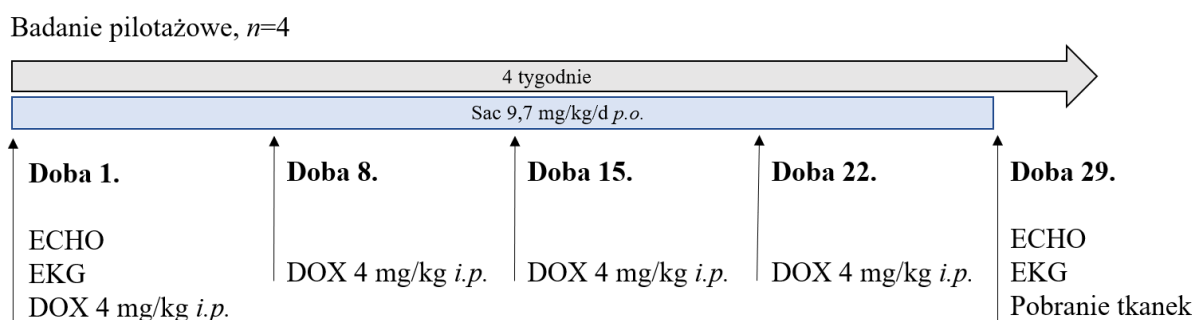 Badanie pilotażowe, n=4
4 tygodnie
Sac 9,7 mg/kg/d p.o.
Doba 1.
ECHO
EKG
DOX 4 mg/kg i.p.
Doba 8.
DOX 4 mg/kg i.p.
Doba 15.
DOX 4 mg/kg i.p.
Doba 22.
DOX 4 mg/kg i.p.
Doba 29.
ECHO
EKG
Pobranie tkanek